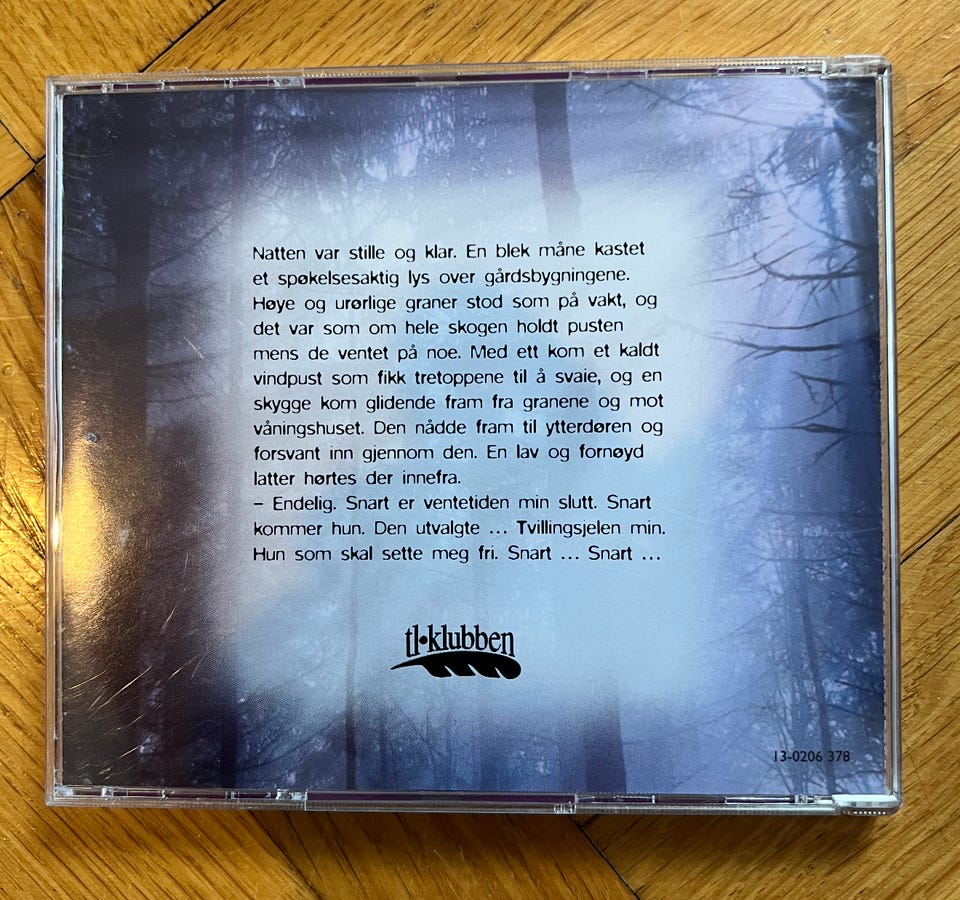 Natten var stille og klar. En blek måne kastet
et spøkelsesaktig lys over gårdsbygningene.
Høye og urørlige graner stod som på vakt, og
det var som om hele skogen holdt pusten
mens de ventet på noe. Med ett kom et kaldt
vindpust som fikk tretoppene til å svaie, og en
skygge kom glidende fram fra granene og mot
våningshuset. Den nådde fram til ytterdøren og
forsvant inn gjennom den. En lav og fornøyd
latter hørtes der innefra.
– Endelig. Snart er ventetiden min slutt. Snart
kommer hun. Den utvalgte ... Tvillingsjelen min.
Hun som skal sette meg fri. Snart ... Snart ...
tl•klubben
13-0206 378